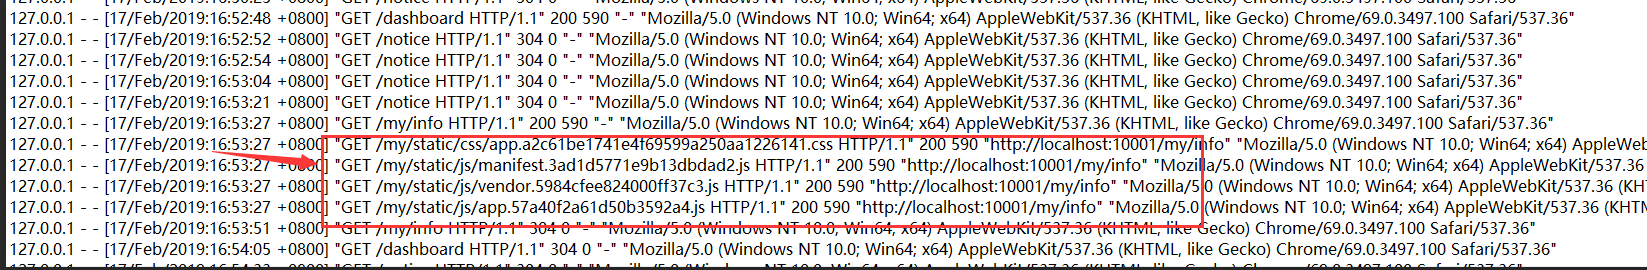 127.0.0.1 - - [17/Feb/2019:16:52:48 +0800] "GET /dashboard HTTP/1.1" 200 590 "-" "Mozilla/5.0 (Windows NT 10.0; Win64; x64) AppleWebKit/537.36 (KHTML, like Gecko) Chrome/69.0.3497.100 Safari/537.36"
127.0.0.1 - - [17/Feb/2019:16:52:52 +0800] "GET /notice HTTP/1.1" 304 0 "-" "Mozilla/5.0 (Windows NT 10.0; Win64; x64) AppleWebKit/537.36 (KHTML, like Gecko) Chrome/69.0.3497.100 Safari/537.36"
127.0.0.1 - - [17/Feb/2019:16:52:54 +0800] "GET /notice HTTP/1.1" 304 0 "-" "Mozilla/5.0 (Windows NT 10.0; Win64; x64) AppleWebKit/537.36 (KHTML, like Gecko) Chrome/69.0.3497.100 Safari/537.36"
127.0.0.1 - - [17/Feb/2019:16:53:04 +0800] "GET /notice HTTP/1.1" 304 0 "-" "Mozilla/5.0 (Windows NT 10.0; Win64; x64) AppleWebKit/537.36 (KHTML, like Gecko) Chrome/69.0.3497.100 Safari/537.36"
127.0.0.1 - - [17/Feb/2019:16:53:21 +0800] "GET /notice HTTP/1.1" 304 0 "-" "Mozilla/5.0 (Windows NT 10.0; Win64; x64) AppleWebKit/537.36 (KHTML, like Gecko) Chrome/69.0.3497.100 Safari/537.36"
127.0.0.1 - - [17/Feb/2019:16:53:27 +0800] "GET /my/info HTTP/1.1" 200 590 "-" "Mozilla/5.0 (Windows NT 10.0; Win64; x64) AppleWebKit/537.36 (KHTML, like Gecko) Chrome/69.0.3497.100 Safari/537.36"
127.0.0.1 - - [17/Feb/2019:16:53:27 +0800] "GET /my/static/css/app.a2c61be1741e4f69599a250aa1226141.css HTTP/1.1" 200 590 "http://localhost:10001/my/info" "Mozilla/5.0 (Windows NT 10.0; Win64; x64) AppleWeb
127.0.0.1 - - [17/Feb/2019:16:53:27 +0800] "GET /my/static/js/manifest.3ad1d5771e9b13dbdad2.js HTTP/1.1" 200 590 "http://localhost:10001/my/info" "Mozilla/5.0 (Windows NT 10.0; Win64; x64) AppleWebKit/537.36
127.0.0.1 - - [17/Feb/2019:16:53:27 +0800] "GET /my/static/js/vendor.5984cfee824000ff37c3.js HTTP/1.1" 200 590 "http://localhost:10001/my/info" "Mozilla/5.0 (Windows NT 10.0; Win64; x64) AppleWebKit/537.36 (K
127.0.0.1 - - [17/Feb/2019:16:53:27 +0800] "GET /my/static/js/app.57a40f2a61d50b3592a4.js HTTP/1.1" 200 590 "http://localhost:10001/my/info" "Mozilla/5.0 (Windows NT 10.0; Win64; x64) AppleWebKit/537.36 (KHT
127.0.0.1 - - [17/Feb/2019:16:53:51 +0800] "GET /my/info HTTP/1.1" 304 0 "-" "Mozilla/5.0 (Windows NT 10.0; Win64; x64) AppleWebKit/537.36 (KHTML, like Gecko) Chrome/69.0.3497.100 Safari/537.36"
127.0.0.1 - - [17/Feb/2019:16:54:05 +0800] "GET /dashboard HTTP/1.1" 304 0 "-" "Mozilla/5.0 (Windows NT 10.0; Win64; x64) AppleWebKit/537.36 (KHTML, like Gecko) Chrome/69.0.3497.100 Safari/537.36"